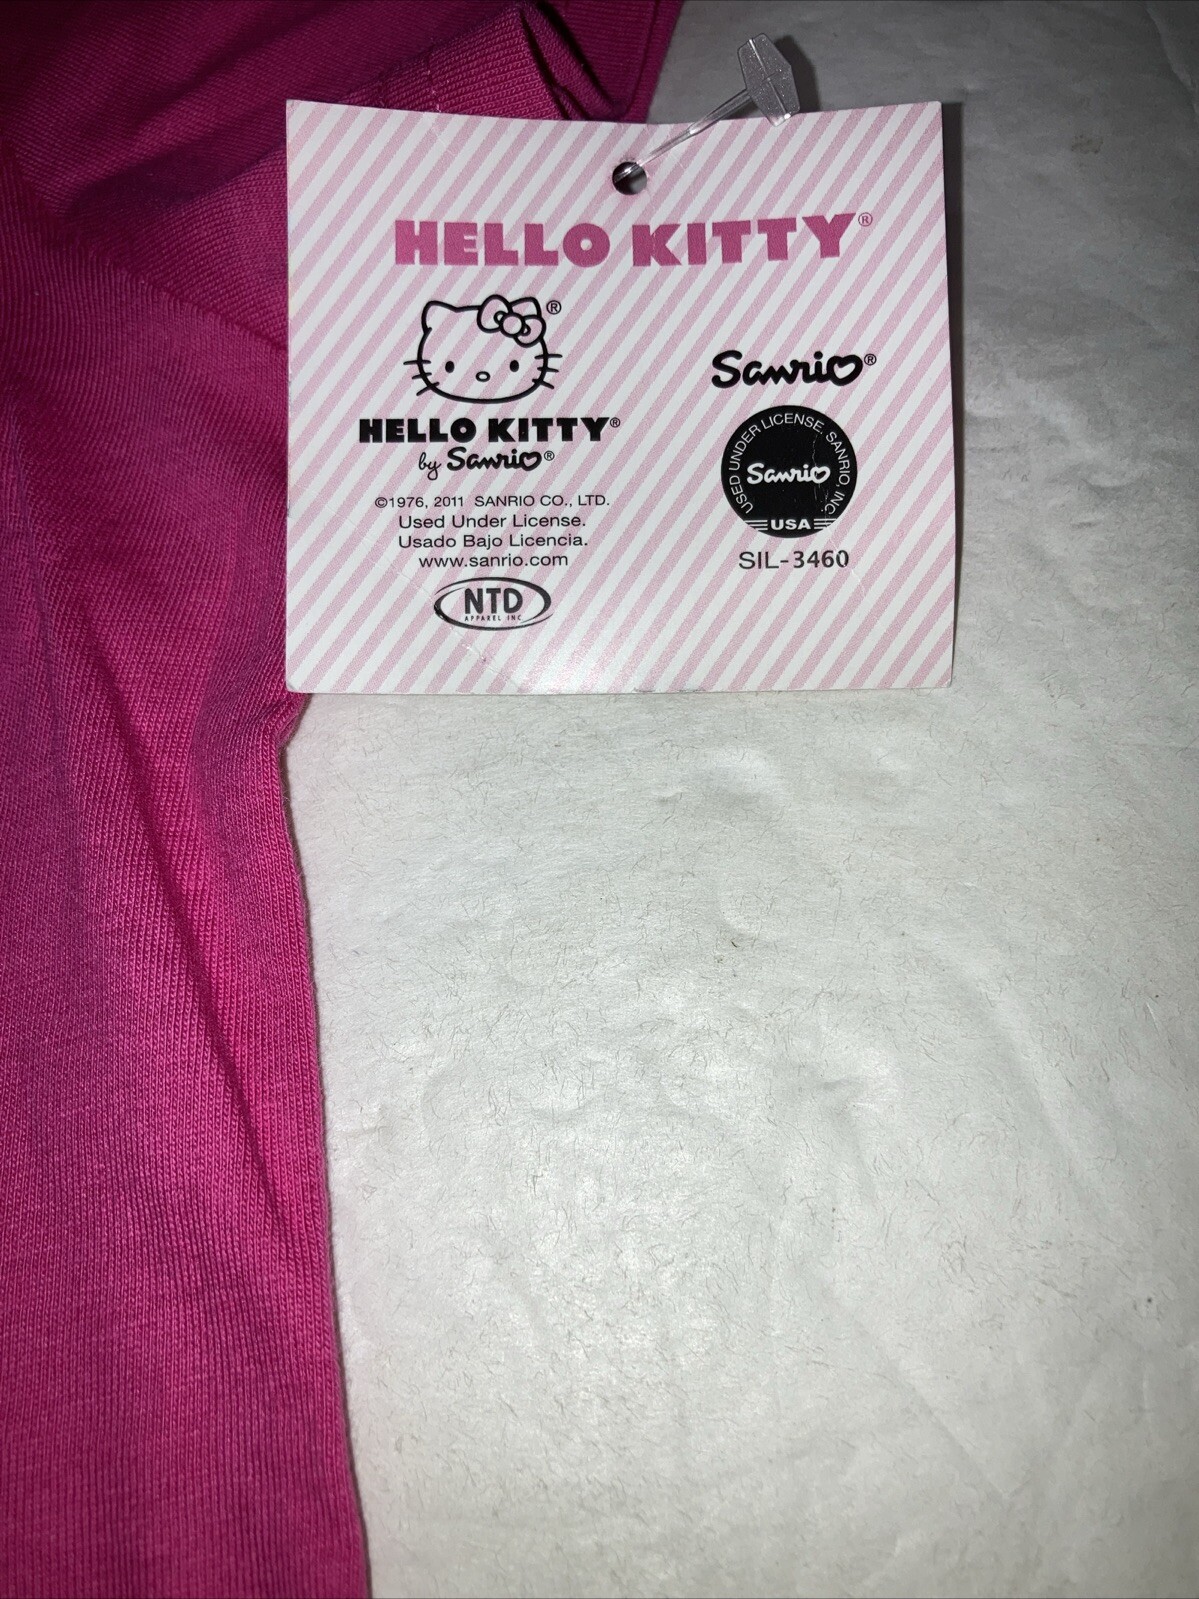 HELLO KITTY®
®
HELLO KITTY®
by Sanrio®
©1976, 2011 SANRIO CO., LTD.
Used Under License.
Usado Bajo Licencia.
www.sanrio.com
NTD
APPAREL INC
Sanrio®
USED UNDER LICENSE. SANRIO, INC.
Sanrio
USA
SIL-3460